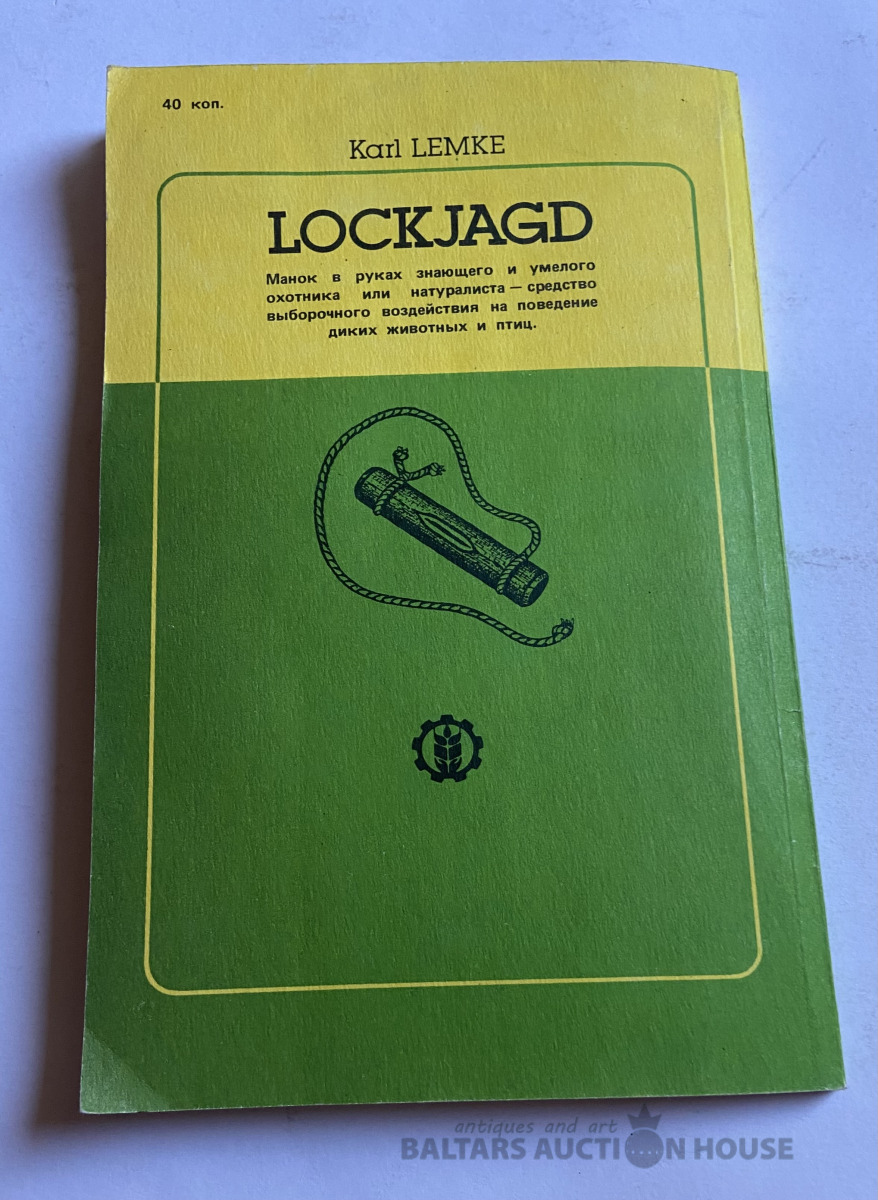 40 коп.
Karl LEMKE
LOCKJAGD
Манок в руках знающего и умелого
охотника или натуралиста — средство
выборочного воздействия на поведение
диких животных и птиц.
antiques and art
BALTARS AUCTION HOUSE